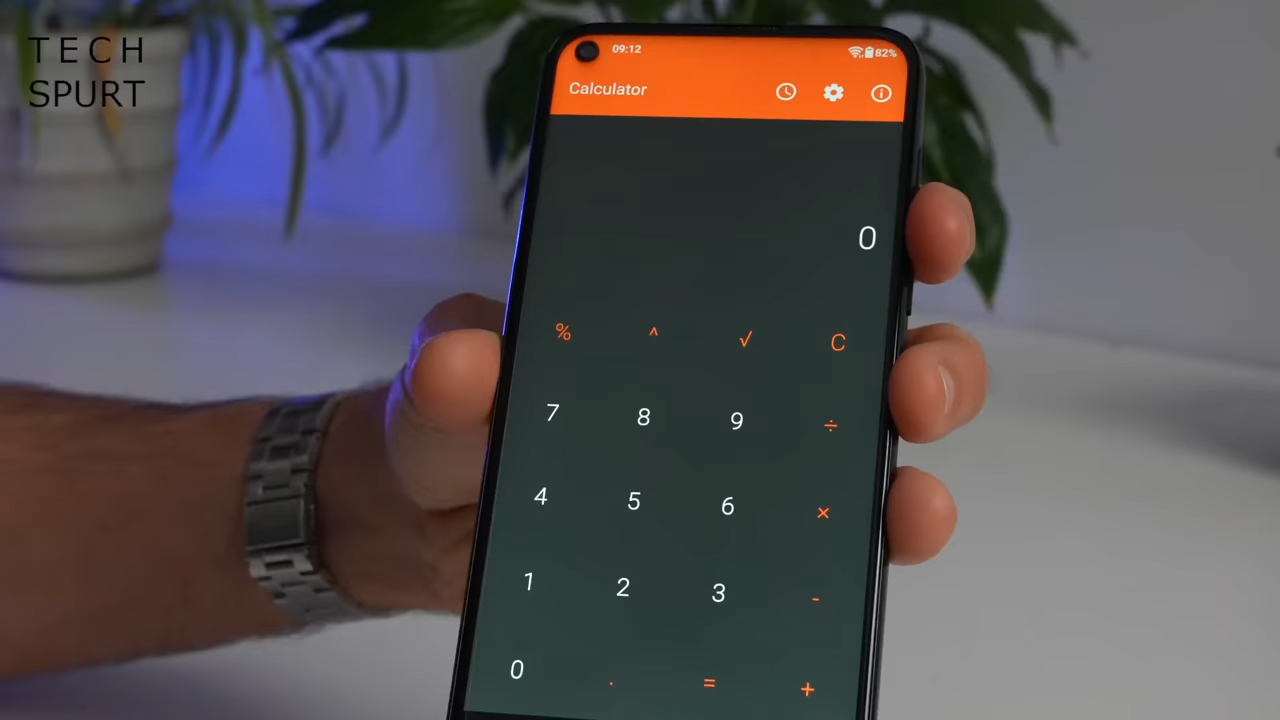 TECH
SPURT
09:12
82%
Calculator
0
% ^ √ C
7 8 9 ÷
4 5 6 ×
1 2 3 -
0 . = +